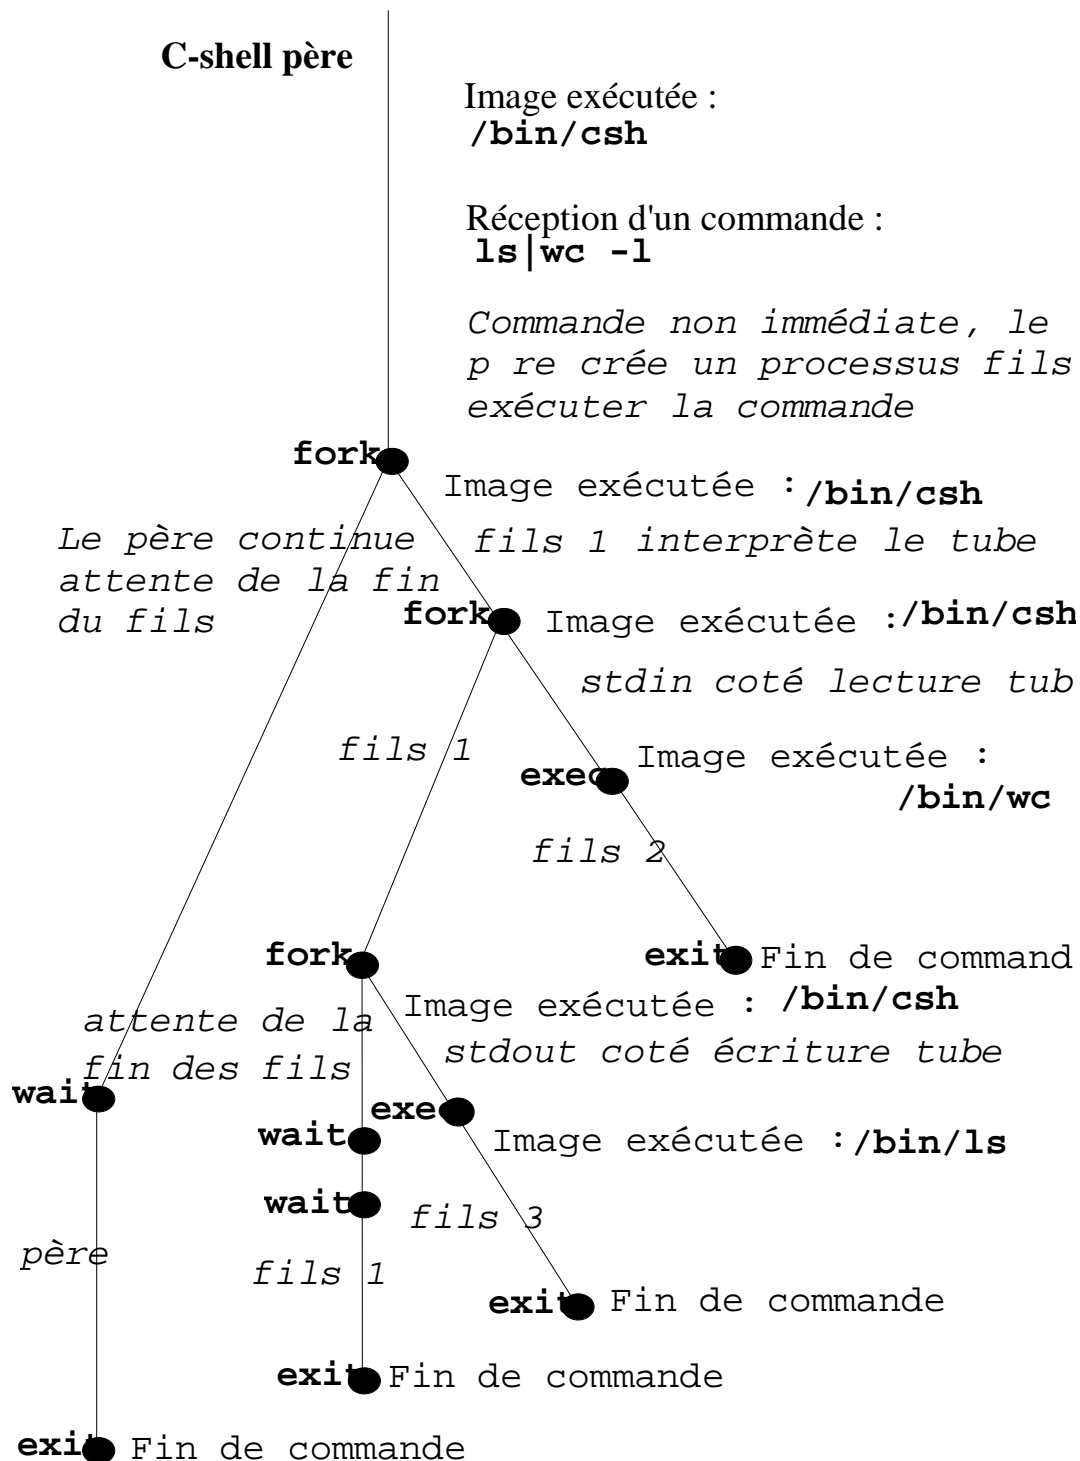 C-shell père
Image exécutée :
/bin/csh
Réception d'un commande :
ls|wc -l
Commande non immédiate, le
p re crée un processus fils
exécuter la commande
fork
Image exécutée : /bin/csh
Le père continue
attente de la fin
du fils
fils 1 interprète le tube
fork
Image exécutée : /bin/csh
stdin coté lecture tub
fils 1
exec
Image exécutée :
/bin/wc
fils 2
fork
exit
Fin de command
attente de la
fin des fils
Image exécutée : /bin/csh
stdout coté écriture tube
wait
exec
wait
Image exécutée : /bin/ls
wait
fils 3
père
fils 1
exit
Fin de commande
exit
Fin de commande
exit
Fin de commande